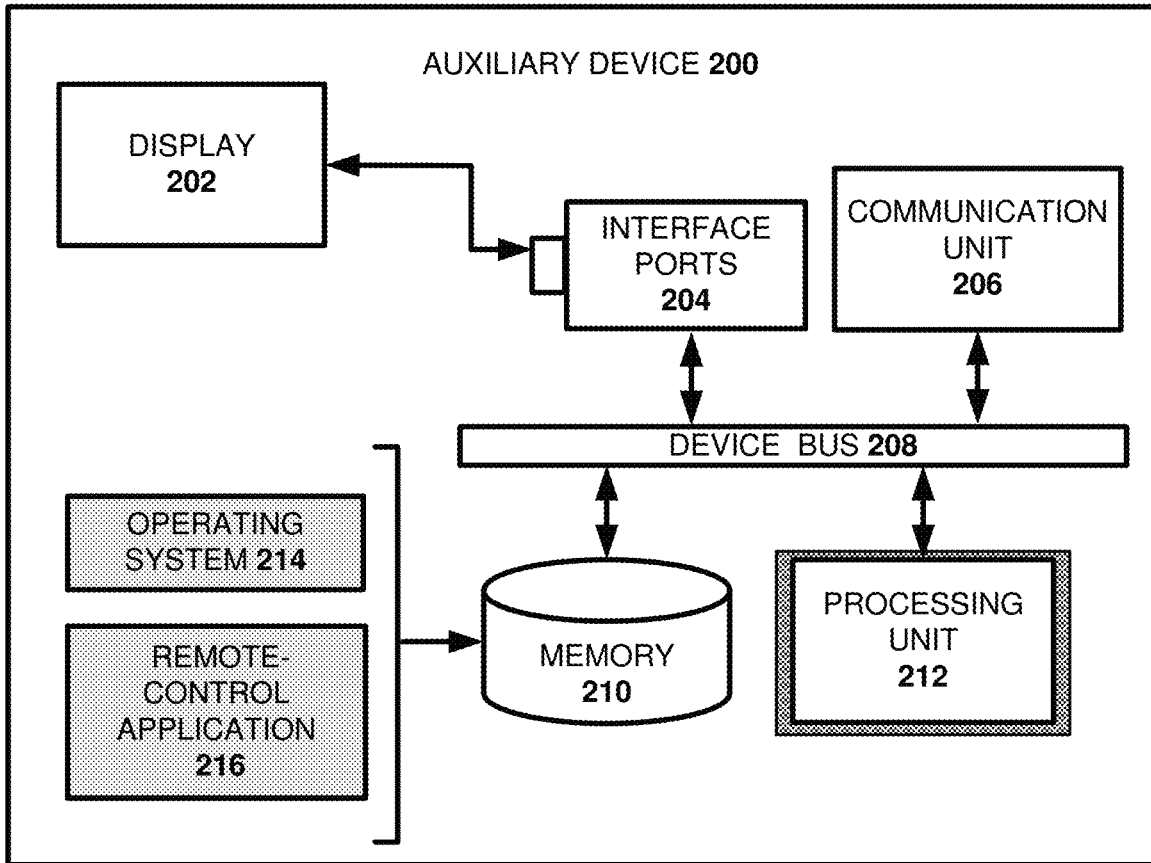 AUXILIARY DEVICE 200
DISPLAY
202
INTERFACE
PORTS
204
COMMUNICATION
UNIT
206
DEVICE BUS 208
OPERATING
SYSTEM 214
REMOTE-
CONTROL
APPLICATION
216
MEMORY
210
PROCESSING
UNIT
212